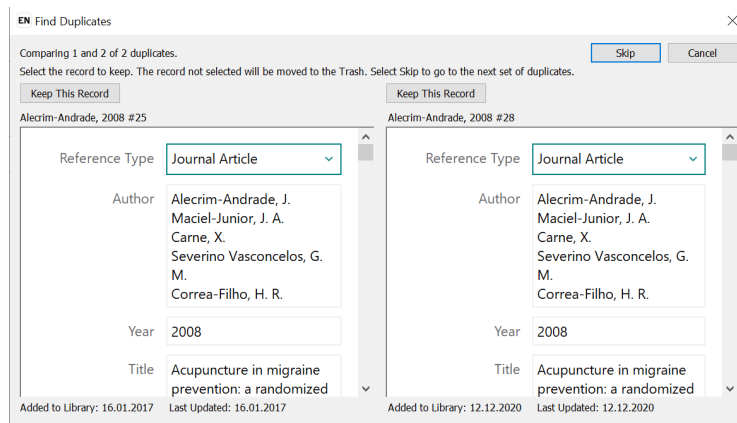 EN Find Duplicates
Comparing 1 and 2 of 2 duplicates.
Skip
Cancel
Select the record to keep. The record not selected will be moved to the Trash. Select Skip to go to the next set of duplicates.
Keep This Record
Keep This Record
Alecrim-Andrade, 2008 #25
Alecrim-Andrade, 2008 #28
Reference Type
Journal Article
Author
Alecrim-Andrade, J.
Maciel-Junior, J. A.
Carne, X.
Severino Vasconcelos, G.
M.
Correa-Filho, H. R.
Year
2008
Title
Acupuncture in migraine
prevention: a randomized
Added to Library: 16.01.2017
Last Updated: 16.01.2017
Reference Type
Journal Article
Author
Alecrim-Andrade, J.
Maciel-Junior, J. A.
Carne, X.
Severino Vasconcelos, G.
M.
Correa-Filho, H. R.
Year
2008
Title
Acupuncture in migraine
prevention: a randomized
Added to Library: 12.12.2020
Last Updated: 12.12.2020